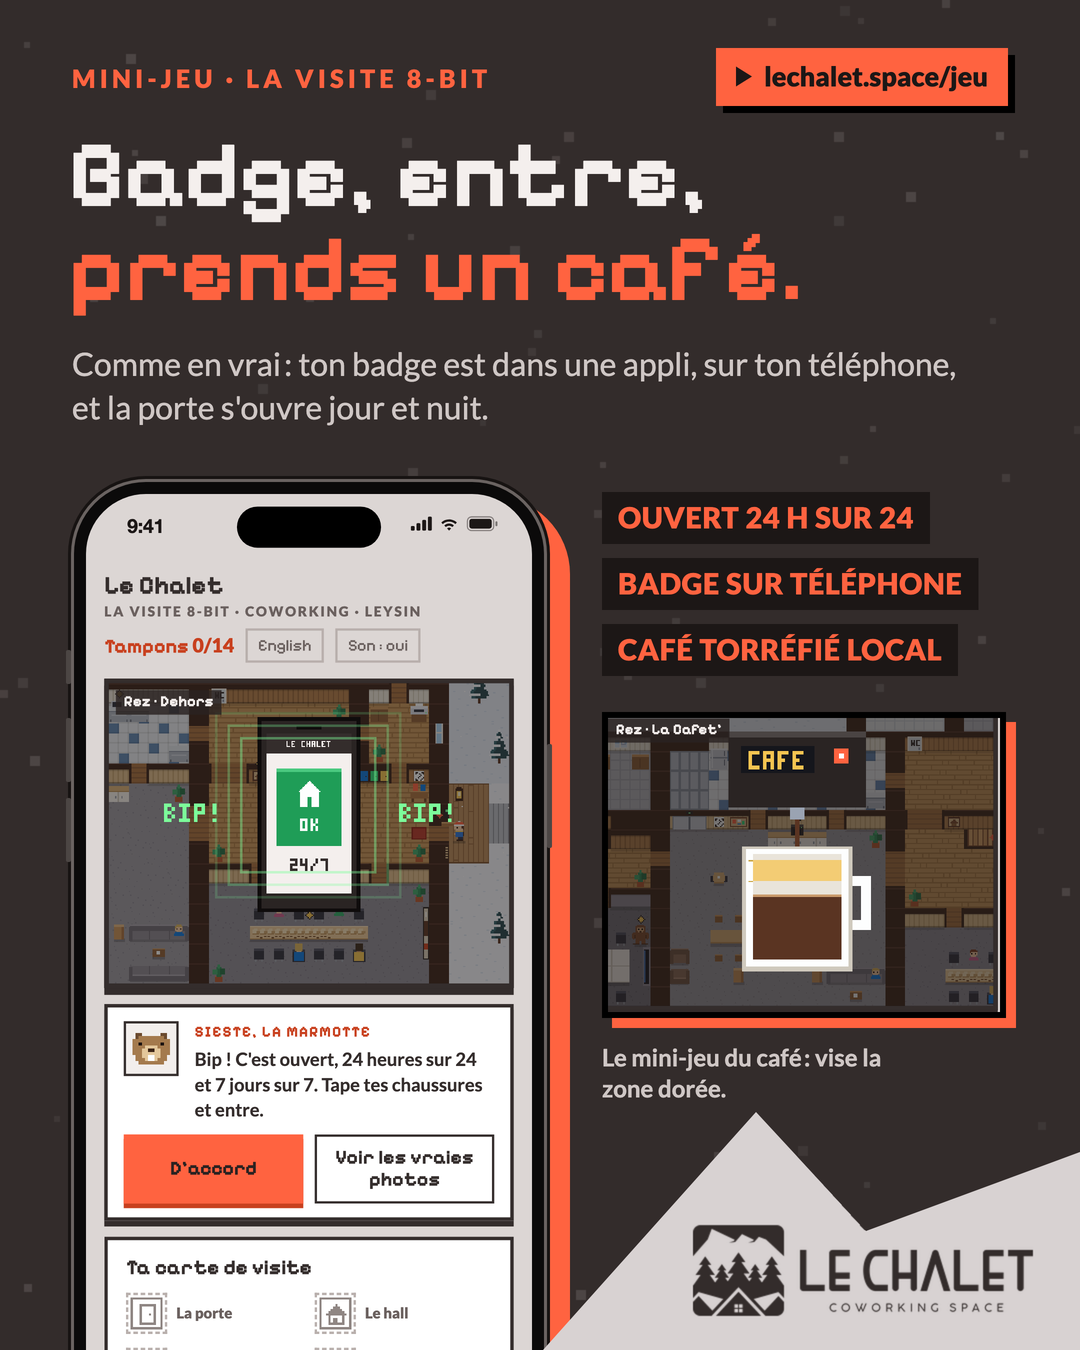 MINI-JEU · LA VISITE 8-BIT
▶ lechalet.space/jeu
Badge, entre,
prends un café.
Comme en vrai : ton badge est dans une appli, sur ton téléphone,
et la porte s'ouvre jour et nuit.
9:41
Le Chalet
LA VISITE 8-BIT · COWORKING · LEYSIN
Tampons 0/14
English
Son : oui
Rez · Dehors
LE CHALET
BIP!
OK
BIP!
24/7
SIESTE, LA MARMOTTE
Bip ! C'est ouvert, 24 heures sur 24
et 7 jours sur 7. Tape tes chaussures
et entre.
D'accord
Voir les vraies
photos
Ta carte de visite
La porte
Le hall
OUVERT 24 H SUR 24
BADGE SUR TÉLÉPHONE
CAFÉ TORRÉFIÉ LOCAL
Rez · La Cafet'
CAFE
WC
Le mini-jeu du café : vise la
zone dorée.
LE CHALET
COWORKING SPACE